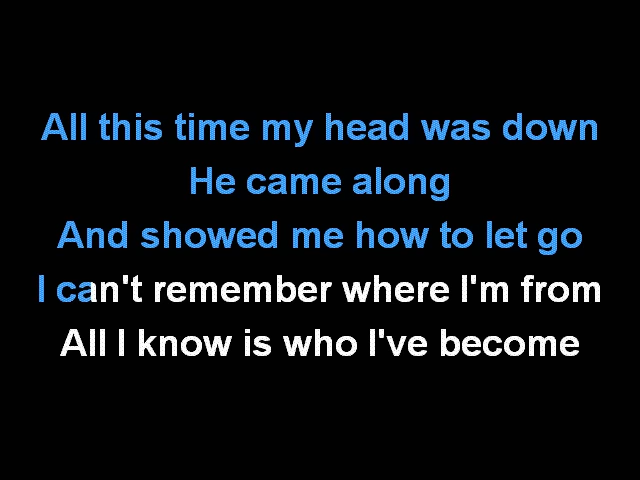 All this time my head was down
He came along
And showed me how to let go
I can't remember where I'm from
All I know is who I've become